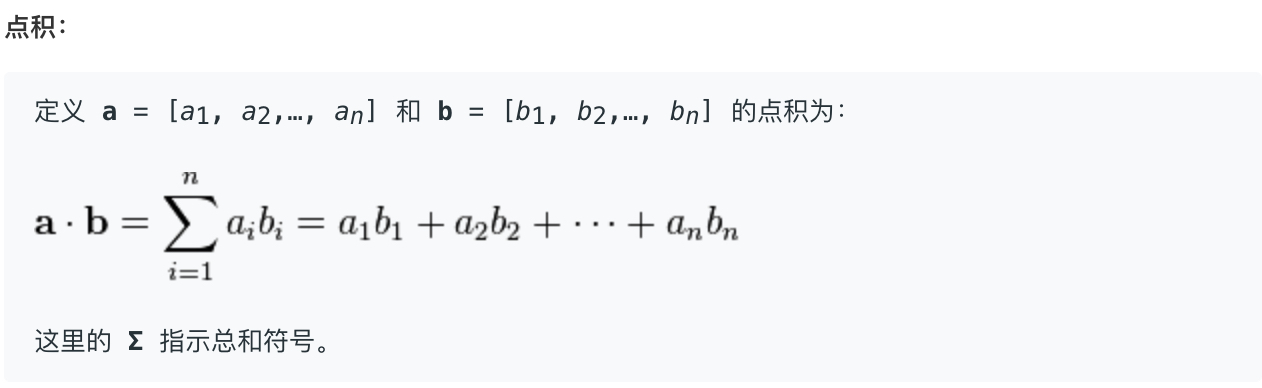 点积：
定义 a = [a1, a2,…, an] 和 b = [b1, b2,…, bn] 的点积为：
a · b = ∑_{i=1}^{n} a_i b_i = a_1 b_1 + a_2 b_2 + ⋯ + a_n b_n
这里的 Σ 指示总和符号。